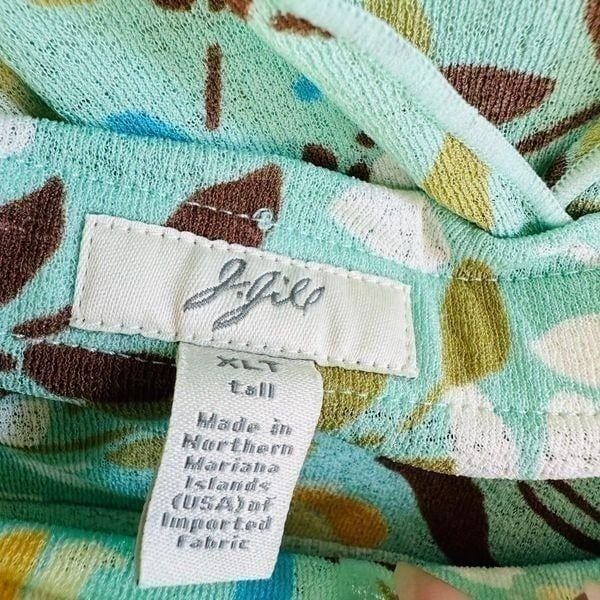 J.Jill
XLT
tall
Made in
Northern
Mariana
Islands
(USA) of
Imported
Fabric